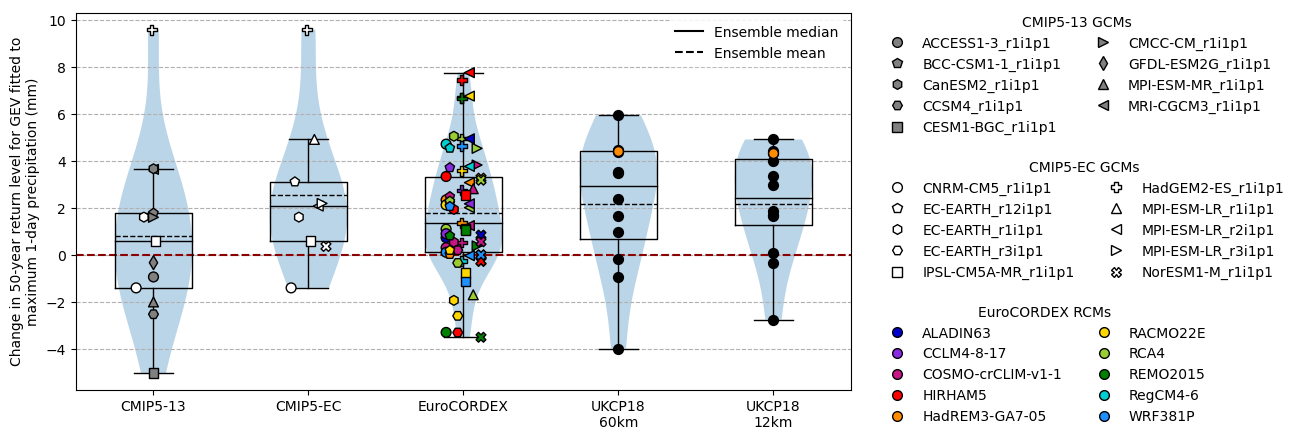 Change in 50-year return level for GEV fitted to
maximum 1-day precipitation (mm)
10
8
6
4
2
0
−2
−4
CMIP5-13
CMIP5-EC
EuroCORDEX
UKCP18
60km
UKCP18
12km
Ensemble median
Ensemble mean
CMIP5-13 GCMs
ACCESS1-3_r1i1p1
BCC-CSM1-1_r1i1p1
CanESM2_r1i1p1
CCSM4_r1i1p1
CESM1-BGC_r1i1p1
CMCC-CM_r1i1p1
GFDL-ESM2G_r1i1p1
MPI-ESM-MR_r1i1p1
MRI-CGCM3_r1i1p1
CMIP5-EC GCMs
CNRM-CM5_r1i1p1
EC-EARTH_r12i1p1
EC-EARTH_r1i1p1
EC-EARTH_r3i1p1
IPSL-CM5A-MR_r1i1p1
HadGEM2-ES_r1i1p1
MPI-ESM-LR_r1i1p1
MPI-ESM-LR_r2i1p1
MPI-ESM-LR_r3i1p1
NorESM1-M_r1i1p1
EuroCORDEX RCMs
ALADIN63
CCLM4-8-17
COSMO-crCLIM-v1-1
HIRHAM5
HadREM3-GA7-05
RACMO22E
RCA4
REMO2015
RegCM4-6
WRF381P